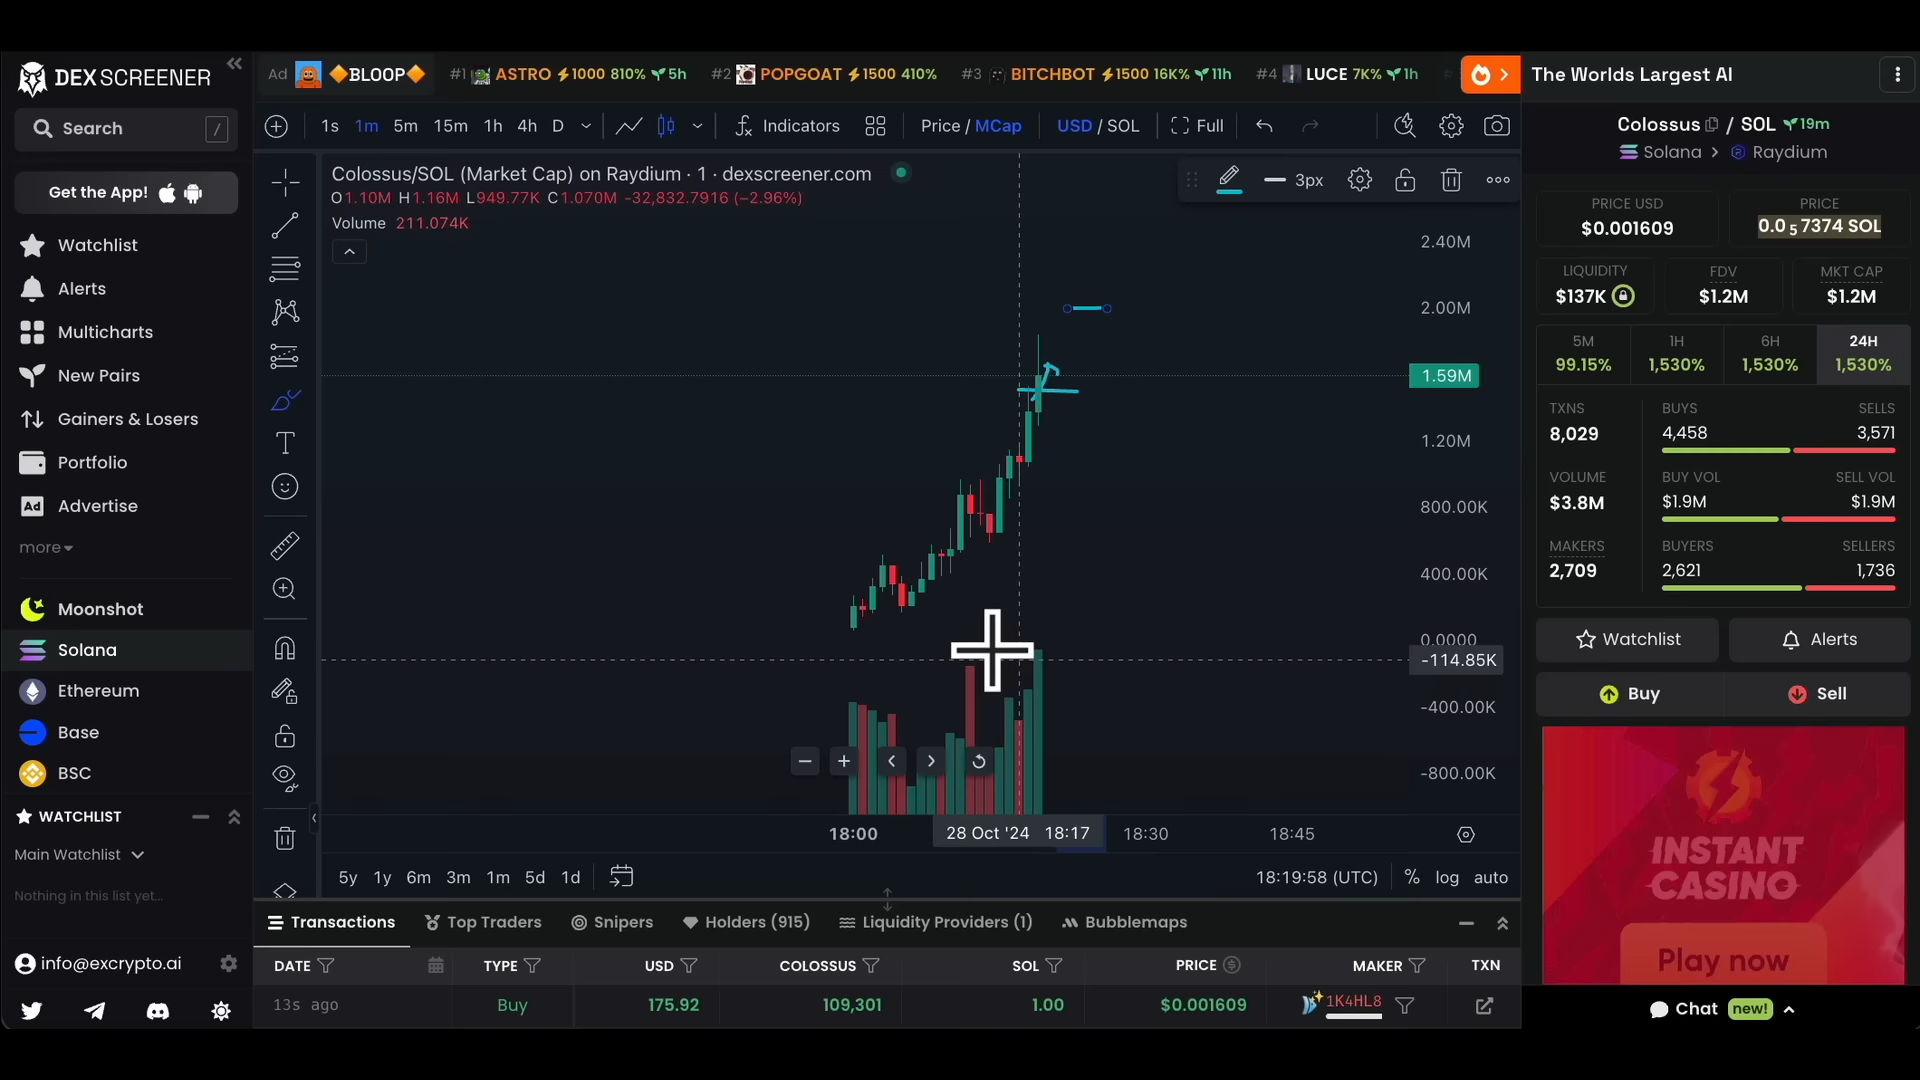 DEX SCREENER
Search /
Get the App!
Watchlist
Alerts
Multicharts
New Pairs
Gainers & Losers
Portfolio
Ad Advertise
more
Moonshot
Solana
Ethereum
Base
BSC
WATCHLIST
Main Watchlist
Nothing in this list yet...
info@excrypto.ai
Ad BLOOP #1 ASTRO 1000 810% 5h #2 POPGOAT 1500 410% #3 BITCHBOT 1500 16K% 11h #4 LUCE 7K% 1h
1s 1m 5m 15m 1h 4h D Indicators Price / MCap USD / SOL Full
Colossus/SOL (Market Cap) on Raydium · 1 · dexscreener.com
O1.10M H1.16M L949.77K C1.070M -32,832.7916 (−2.96%)
Volume 211.074K
3px
2.40M
2.00M
1.59M
1.20M
800.00K
400.00K
0.0000
-114.85K
-400.00K
-800.00K
18:00 28 Oct '24 18:17 18:30 18:45
5y 1y 6m 3m 1m 5d 1d 18:19:58 (UTC) % log auto
Transactions Top Traders Snipers Holders (915) Liquidity Providers (1) Bubblemaps
DATE TYPE USD COLOSSUS SOL PRICE MAKER TXN
13s ago Buy 175.92 109,301 1.00 $0.001609 1K4HL8
The Worlds Largest AI
Colossus / SOL 19m
Solana > Raydium
PRICE USD PRICE
$0.001609 0.0₅7374 SOL
LIQUIDITY FDV MKT CAP
$137K $1.2M $1.2M
5M 1H 6H 24H
99.15% 1,530% 1,530% 1,530%
TXNS BUYS SELLS
8,029 4,458 3,571
VOLUME BUY VOL SELL VOL
$3.8M $1.9M $1.9M
MAKERS BUYERS SELLERS
2,709 2,621 1,736
Watchlist Alerts
Buy Sell
INSTANT
CASINO
Play now
Chat new!